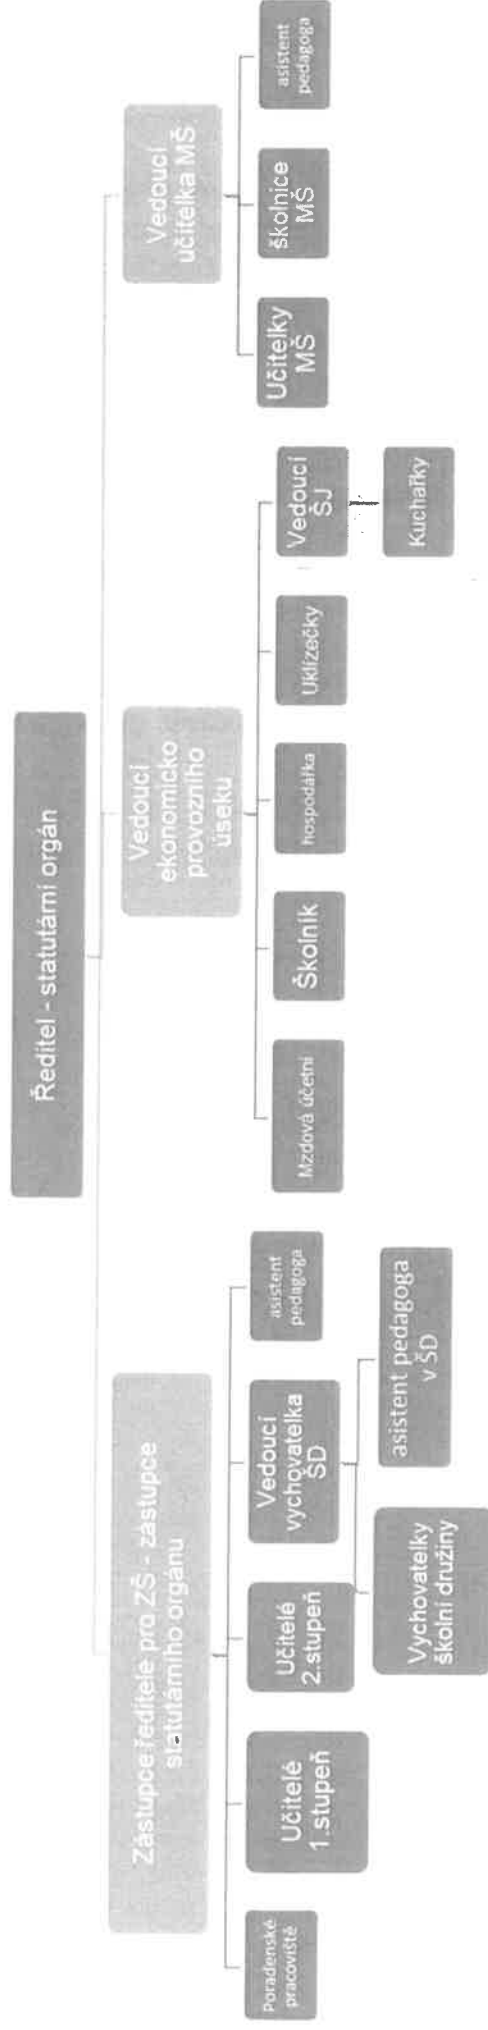 Ředitel - statutární orgán
Zástupce ředitele pro ZŠ - zástupce
statutárního orgánu
Vedoucí
ekonomicko
provozního
úseku
Vedoucí
učitelka MŠ
Poradenské
pracoviště
Učitelé
1.stupeň
Učitelé
2.stupeň
Vedoucí
vychovatelka
ŠD
asistent
pedagoga
Vychovatelky
školní družiny
asistent pedagoga
v ŠD
Mzdová účetní
Školník
hospodářka
Uklízečky
Vedoucí
ŠJ
Kuchařky
Učitelky
MŠ
školnice
MŠ
asistent
pedagoga